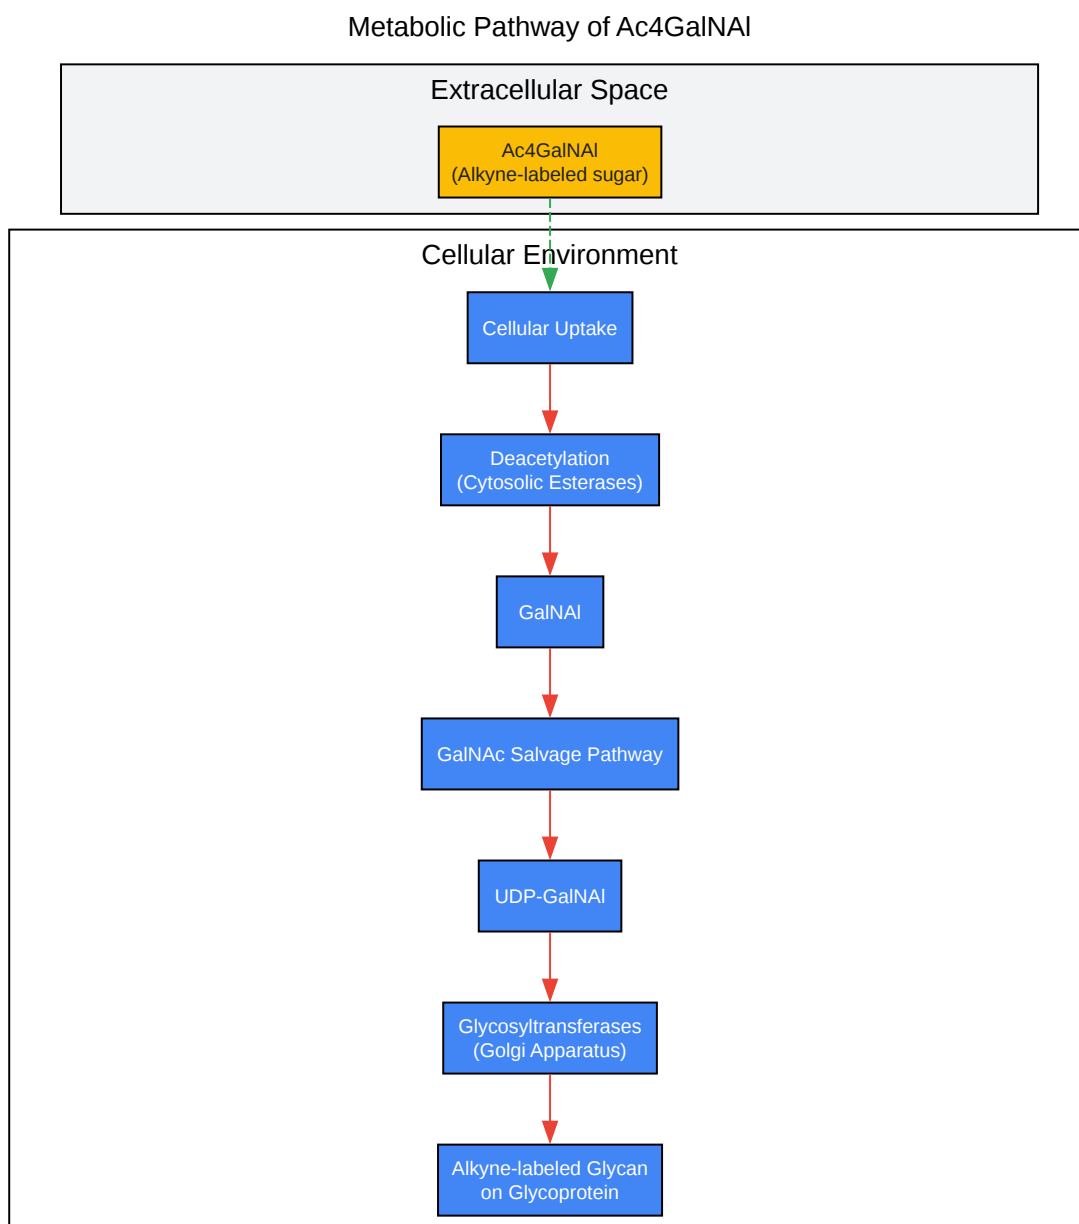 Metabolic Pathway of Ac4GalNAl
Extracellular Space
Ac4GalNAl
(Alkyne-labeled sugar)
Cellular Environment
Cellular Uptake
Deacetylation
(Cytosolic Esterases)
GalNAl
GalNAc Salvage Pathway
UDP-GalNAl
Glycosyltransferases
(Golgi Apparatus)
Alkyne-labeled Glycan
on Glycoprotein